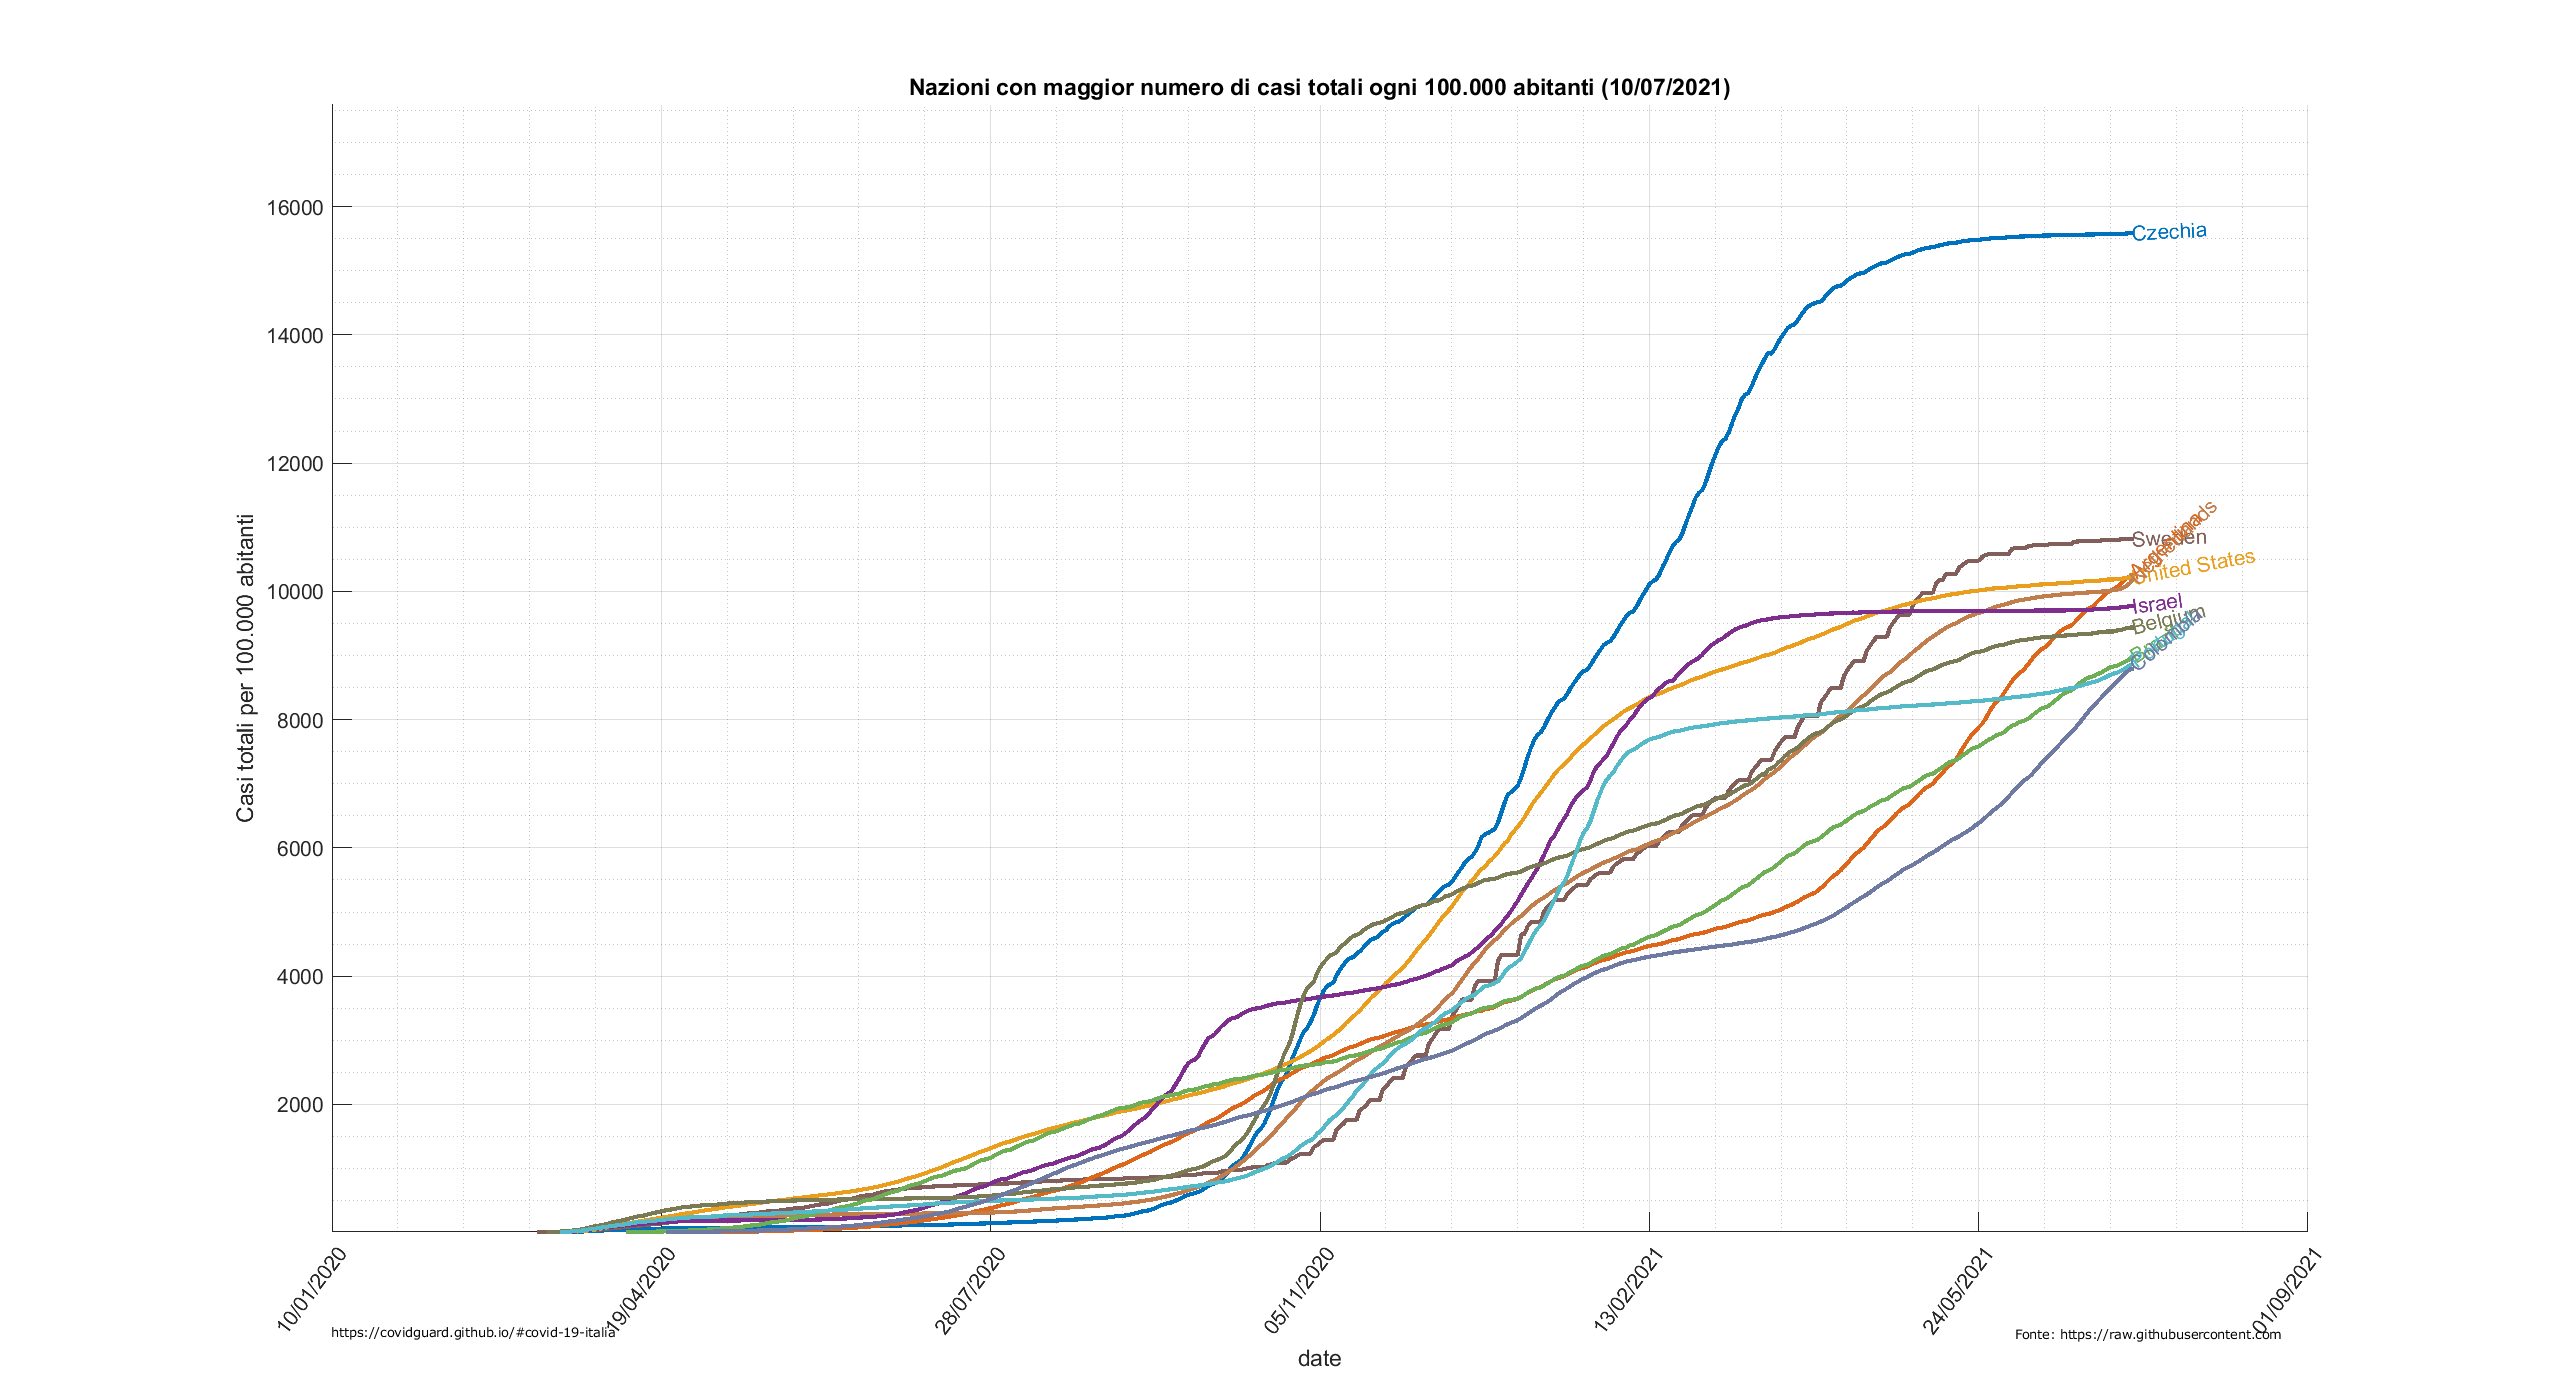 Nazioni con maggior numero di casi totali ogni 100.000 abitanti (10/07/2021)
Casi totali per 100.000 abitanti
16000
14000
12000
10000
8000
6000
4000
2000
Czechia
Sweden
Argentina
United States
Israel
Belgium
Colombia
10/01/2020
19/04/2020
28/07/2020
05/11/2020
13/02/2021
24/05/2021
01/09/2021
date
https://covidguard.github.io/#covid-19-italia
Fonte: https://raw.githubusercontent.com